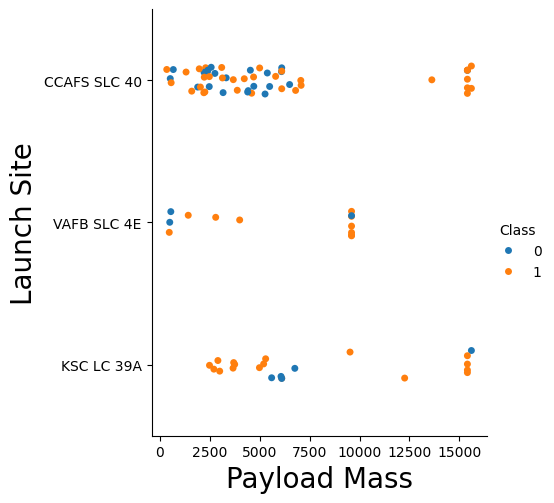 CCAFS SLC 40
VAFB SLC 4E
KSC LC 39A
Launch Site
0 2500 5000 7500 10000 12500 15000
Payload Mass
Class
0
1